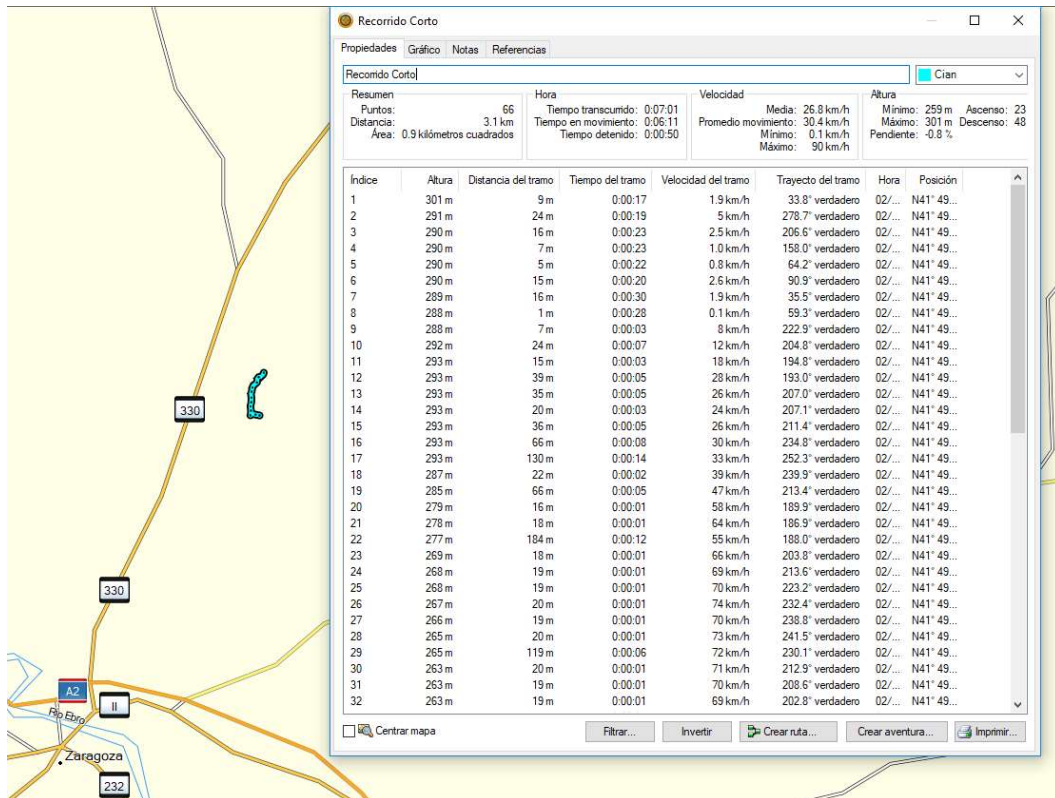 Recorrido Corto
Propiedades Gráfico Notas Referencias
Recorrido Corto Cian
Resumen Hora Velocidad Altura
Puntos: 66 Tiempo transcurrido: 0:07:01 Media: 26.8 km/h Mínimo: 259 m Ascenso: 23
Distancia: 3.1 km Tiempo en movimiento: 0:06:11 Promedio movimiento: 30.4 km/h Máximo: 301 m Descenso: 48
Área: 0.9 kilómetros cuadrados Tiempo detenido: 0:00:50 Mínimo: 0.1 km/h Pendiente: -0.8 %
Máximo: 90 km/h
Índice Altura Distancia del tramo Tiempo del tramo Velocidad del tramo Trayecto del tramo Hora Posición
1 301 m 9 m 0:00:17 1.9 km/h 33.8° verdadero 02/... N41° 49...
2 291 m 24 m 0:00:19 5 km/h 278.7° verdadero 02/... N41° 49...
3 290 m 16 m 0:00:23 2.5 km/h 206.6° verdadero 02/... N41° 49...
4 290 m 7 m 0:00:23 1.0 km/h 158.0° verdadero 02/... N41° 49...
5 290 m 5 m 0:00:22 0.8 km/h 64.2° verdadero 02/... N41° 49...
6 290 m 15 m 0:00:20 2.6 km/h 90.9° verdadero 02/... N41° 49...
7 289 m 16 m 0:00:30 1.9 km/h 35.5° verdadero 02/... N41° 49...
8 288 m 1 m 0:00:28 0.1 km/h 59.3° verdadero 02/... N41° 49...
9 288 m 7 m 0:00:03 8 km/h 222.9° verdadero 02/... N41° 49...
10 292 m 24 m 0:00:07 12 km/h 204.8° verdadero 02/... N41° 49...
11 293 m 15 m 0:00:03 18 km/h 194.8° verdadero 02/... N41° 49...
12 293 m 39 m 0:00:05 28 km/h 193.0° verdadero 02/... N41° 49...
13 293 m 35 m 0:00:05 26 km/h 207.0° verdadero 02/... N41° 49...
14 293 m 20 m 0:00:03 24 km/h 207.1° verdadero 02/... N41° 49...
15 293 m 36 m 0:00:05 26 km/h 211.4° verdadero 02/... N41° 49...
16 293 m 66 m 0:00:08 30 km/h 234.8° verdadero 02/... N41° 49...
17 293 m 130 m 0:00:14 33 km/h 252.3° verdadero 02/... N41° 49...
18 287 m 22 m 0:00:02 39 km/h 239.9° verdadero 02/... N41° 49...
19 285 m 66 m 0:00:05 47 km/h 213.4° verdadero 02/... N41° 49...
20 279 m 16 m 0:00:01 58 km/h 189.9° verdadero 02/... N41° 49...
21 278 m 18 m 0:00:01 64 km/h 186.9° verdadero 02/... N41° 49...
22 277 m 184 m 0:00:12 55 km/h 188.0° verdadero 02/... N41° 49...
23 269 m 18 m 0:00:01 66 km/h 203.8° verdadero 02/... N41° 49...
24 268 m 19 m 0:00:01 69 km/h 213.6° verdadero 02/... N41° 49...
25 268 m 19 m 0:00:01 70 km/h 223.2° verdadero 02/... N41° 49...
26 267 m 20 m 0:00:01 74 km/h 232.4° verdadero 02/... N41° 49...
27 266 m 19 m 0:00:01 70 km/h 238.8° verdadero 02/... N41° 49...
28 265 m 20 m 0:00:01 73 km/h 241.5° verdadero 02/... N41° 49...
29 265 m 119 m 0:00:06 72 km/h 230.1° verdadero 02/... N41° 49...
30 263 m 20 m 0:00:01 71 km/h 212.9° verdadero 02/... N41° 49...
31 263 m 19 m 0:00:01 70 km/h 208.6° verdadero 02/... N41° 49...
32 263 m 19 m 0:00:01 69 km/h 202.8° verdadero 02/... N41° 49...
Centrar mapa Filtrar... Invertir Crear ruta... Crear aventura... Imprimir...
330
330
A2
II
Río Ebro
Zaragoza
232